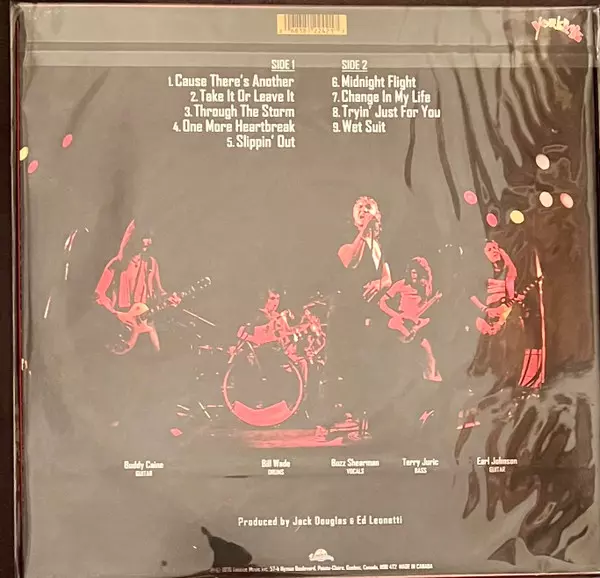 SIDE 1
1. Cause There's Another
2. Take It Or Leave It
3. Through The Storm
4. One More Heartbreak
5. Slippin' Out
SIDE 2
6. Midnight Flight
7. Change In My Life
8. Tryin' Just For You
9. Wet Suit
Buddy Caine
GUITAR
Bill Wade
DRUMS
Buzz Shearman
VOCALS
Terry Juric
BASS
Earl Johnson
GUITAR
Produced by Jack Douglas & Ed Leonetti
MADE IN CANADA